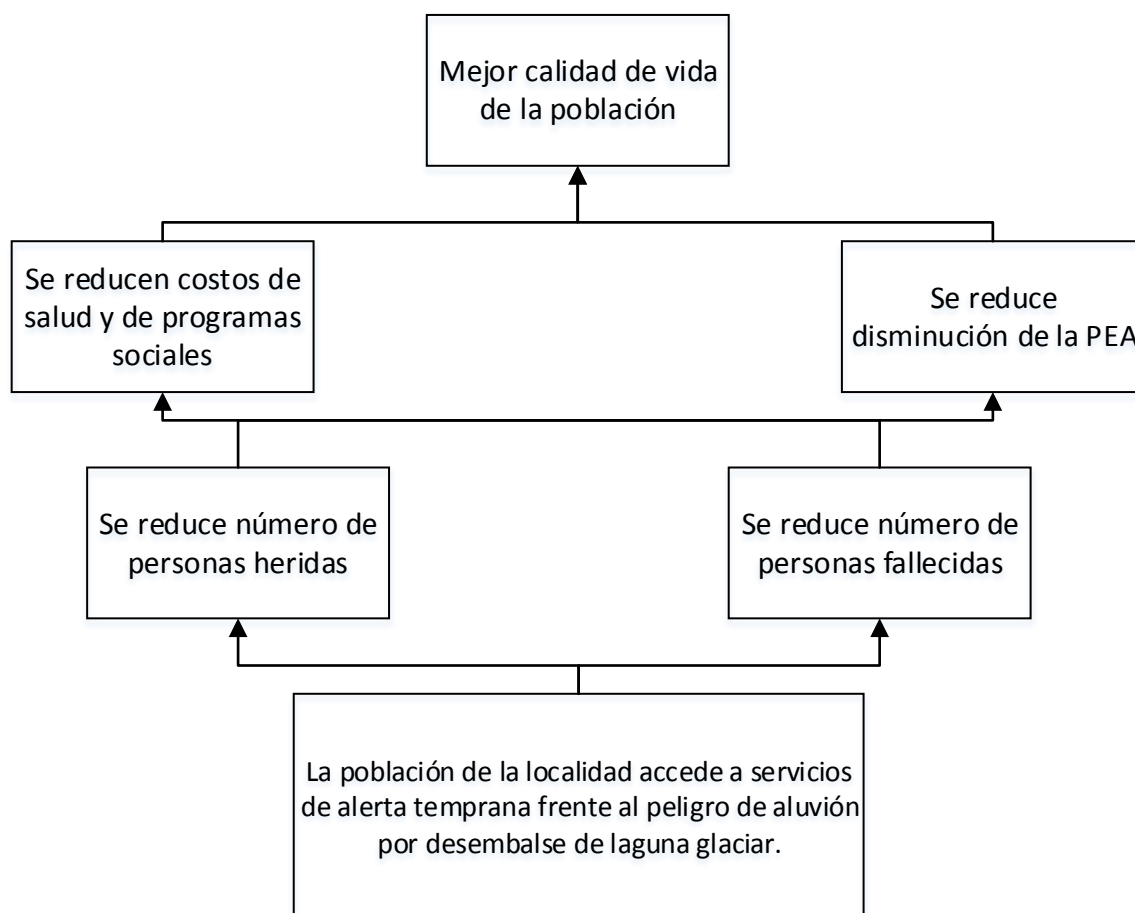 Mejor calidad de vida
de la población
Se reducen costos de
salud y de programas
sociales
Se reduce
disminución de la PEA
Se reduce número de
personas heridas
Se reduce número de
personas fallecidas
La población de la localidad accede a servicios
de alerta temprana frente al peligro de aluvión
por desembalse de laguna glaciar.